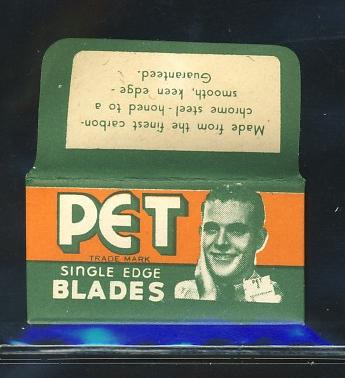 Made from the finest carbon-
chrome steel - honed to a
smooth, keen edge -
Guaranteed.
PET
TRADE MARK
SINGLE EDGE
BLADES